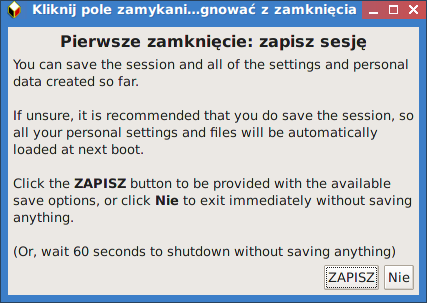 Kliknij pole zamykani...gnować z zamknięcia
Pierwsze zamknięcie: zapisz sesję
You can save the session and all of the settings and personal
data created so far.
If unsure, it is recommended that you do save the session, so
all your personal settings and files will be automatically
loaded at next boot.
Click the ZAPISZ button to be provided with the available
save options, or click Nie to exit immediately without saving
anything.
(Or, wait 60 seconds to shutdown without saving anything)
ZAPISZ Nie